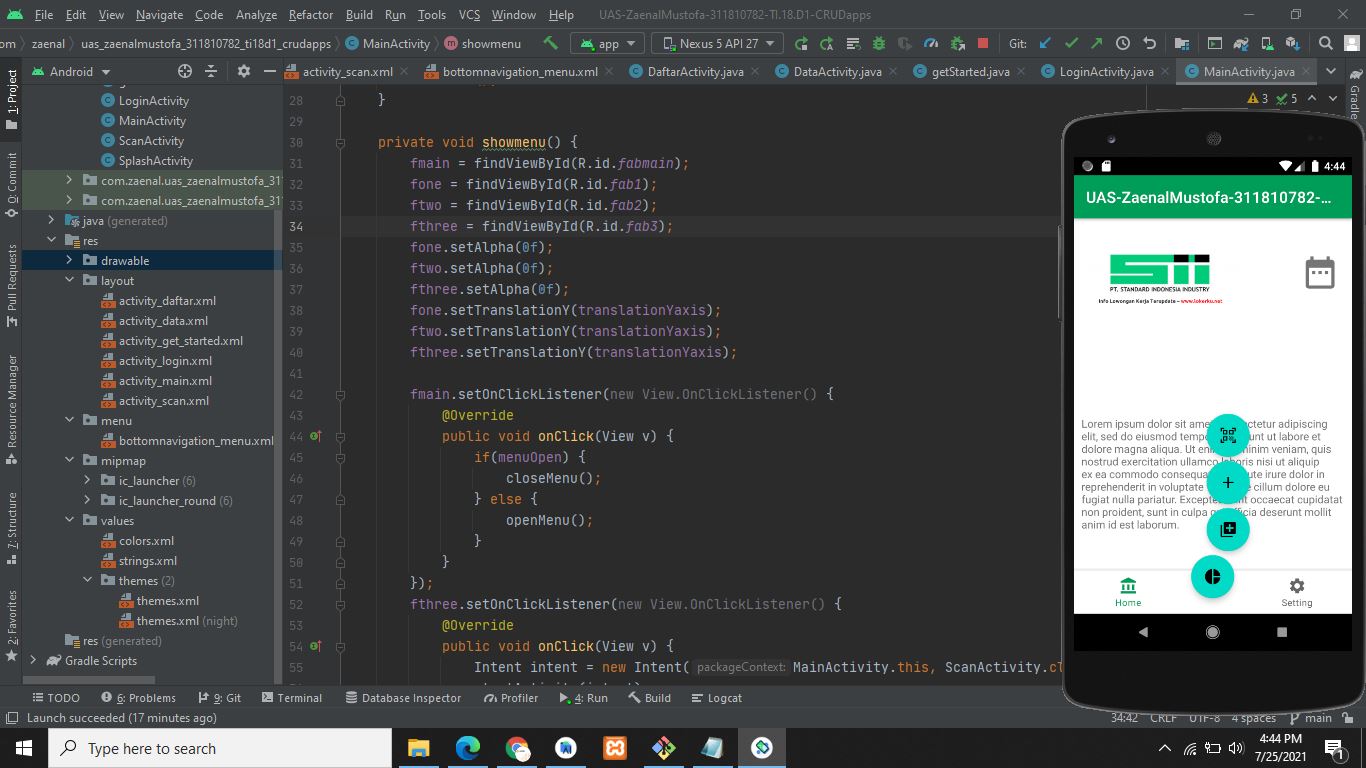 File Edit View Navigate Code Analyze Refactor Build Run Tools VCS Window Help UAS-ZaenalMustofa-311810782-TI.18.D1-CRUDapps
om zaenal uas_zaenalmustofa_311810782_ti18d1_crudapps MainActivity showmenu app Nexus 5 API 27 Git:
Android activity_scan.xml bottomnavigation_menu.xml DaftarActivity.java DataActivity.java getStarted.java LoginActivity.java MainActivity.java
1: Project
0: Commit
Pull Requests
Resource Manager
7: Structure
2: Favorites
Gradle
LoginActivity
MainActivity
ScanActivity
SplashActivity
com.zaenal.uas_zaenalmustofa_31
com.zaenal.uas_zaenalmustofa_31
java (generated)
res
drawable
layout
activity_daftar.xml
activity_data.xml
activity_get_started.xml
activity_login.xml
activity_main.xml
activity_scan.xml
menu
bottomnavigation_menu.xml
mipmap
ic_launcher (6)
ic_launcher_round (6)
values
colors.xml
strings.xml
themes (2)
themes.xml
themes.xml (night)
res (generated)
Gradle Scripts
3 5
28 }
29
30 private void showmenu() {
31 fmain = findViewById(R.id.fabmain);
32 fone = findViewById(R.id.fab1);
33 ftwo = findViewById(R.id.fab2);
34 fthree = findViewById(R.id.fab3);
35 fone.setAlpha(0f);
36 ftwo.setAlpha(0f);
37 fthree.setAlpha(0f);
38 fone.setTranslationY(translationYaxis);
39 ftwo.setTranslationY(translationYaxis);
40 fthree.setTranslationY(translationYaxis);
41
42 fmain.setOnClickListener(new View.OnClickListener() {
43 @Override
44 public void onClick(View v) {
45 if(menuOpen) {
46 closeMenu();
47 } else {
48 openMenu();
49 }
50 }
51 });
52 fthree.setOnClickListener(new View.OnClickListener() {
53 @Override
54 public void onClick(View v) {
55 Intent intent = new Intent( packageContext: MainActivity.this, ScanActivity.cl
4:44
UAS-ZaenalMustofa-311810782-...
STI
PT. STANDARD INDONESIA INDUSTRY
Info Lowongan Kerja Terupdate – www.lokerku.net
Lorem ipsum dolor sit ame ctetur adipiscing
elit, sed do eiusmod tempo unt ut labore et
dolore magna aliqua. Ut eni minim veniam, quis
nostrud exercitation ullamco laboris nisi ut aliquip
ex ea commodo consequa ute irure dolor in
reprehenderit in voluptate e cillum dolore eu
fugiat nulla pariatur. Except t occaecat cupidatat
non proident, sunt in culpa q officia deserunt mollit
anim id est laborum.
Home Setting
TODO 6: Problems 9: Git Terminal Database Inspector Profiler 4: Run Build Logcat
Launch succeeded (17 minutes ago) 34:42 CRLF UTF-8 4 spaces main
Type here to search
4:44 PM
7/25/2021
1